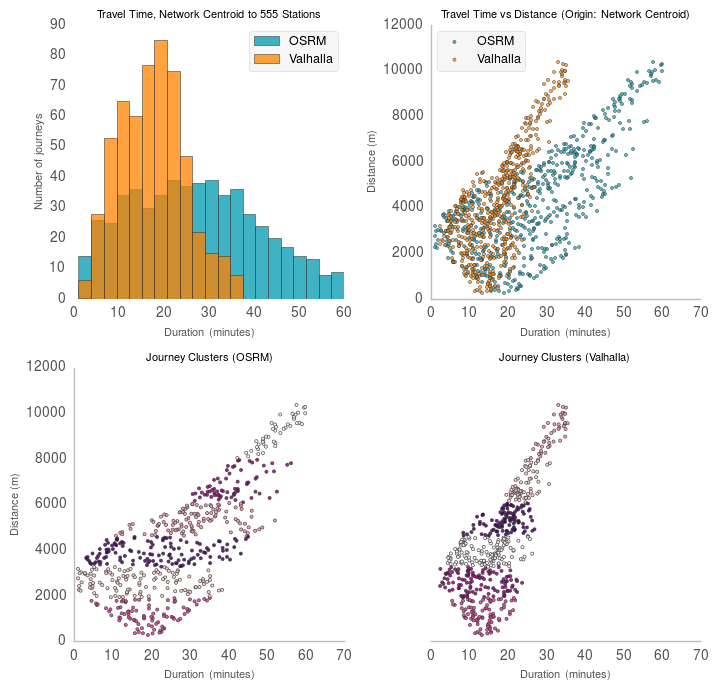 Travel Time, Network Centroid to 555 Stations
90
80
70
60
50
40
30
20
10
0
Number of journeys
OSRM
Valhalla
0 10 20 30 40 50 60
Duration (minutes)
Travel Time vs Distance (Origin: Network Centroid)
12000
10000
8000
6000
4000
2000
0
Distance (m)
OSRM
Valhalla
0 10 20 30 40 50 60 70
Duration (minutes)
Journey Clusters (OSRM)
12000
10000
8000
6000
4000
2000
0
Distance (m)
0 10 20 30 40 50 60 70
Duration (minutes)
Journey Clusters (Valhalla)
0 10 20 30 40 50 60 70
Duration (minutes)